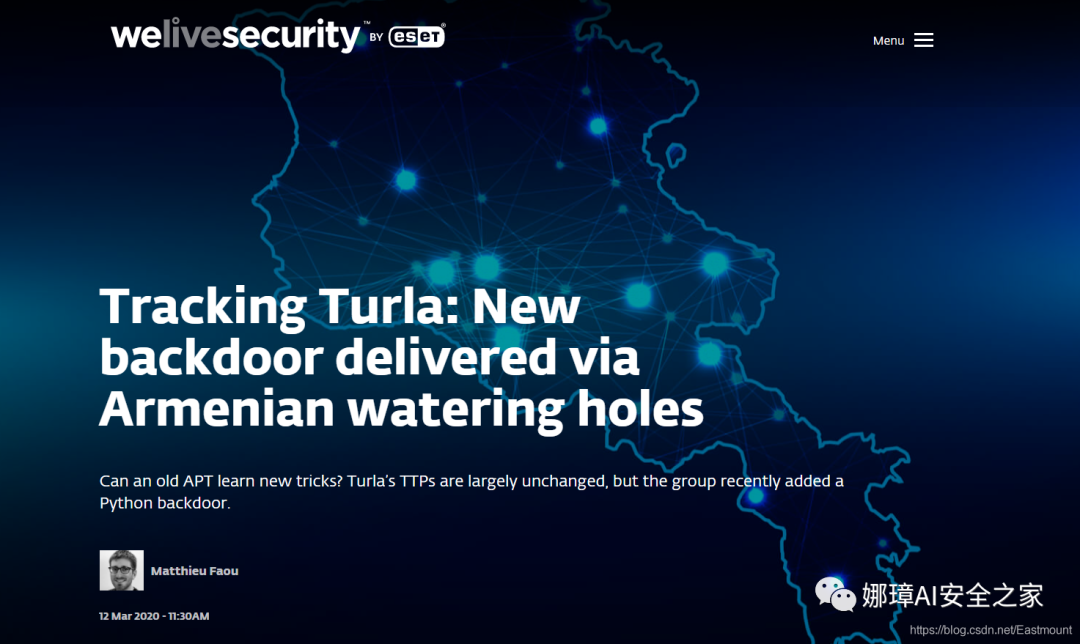 welivesecurity™ BY eset®
Menu
Tracking Turla: New
backdoor delivered via
Armenian watering holes
Can an old APT learn new tricks? Turla’s TTPs are largely unchanged, but the group recently added a
Python backdoor.
Matthieu Faou
12 Mar 2020 - 11:30AM
娜璋AI安全之家
https://blog.csdn.net/Eastmount